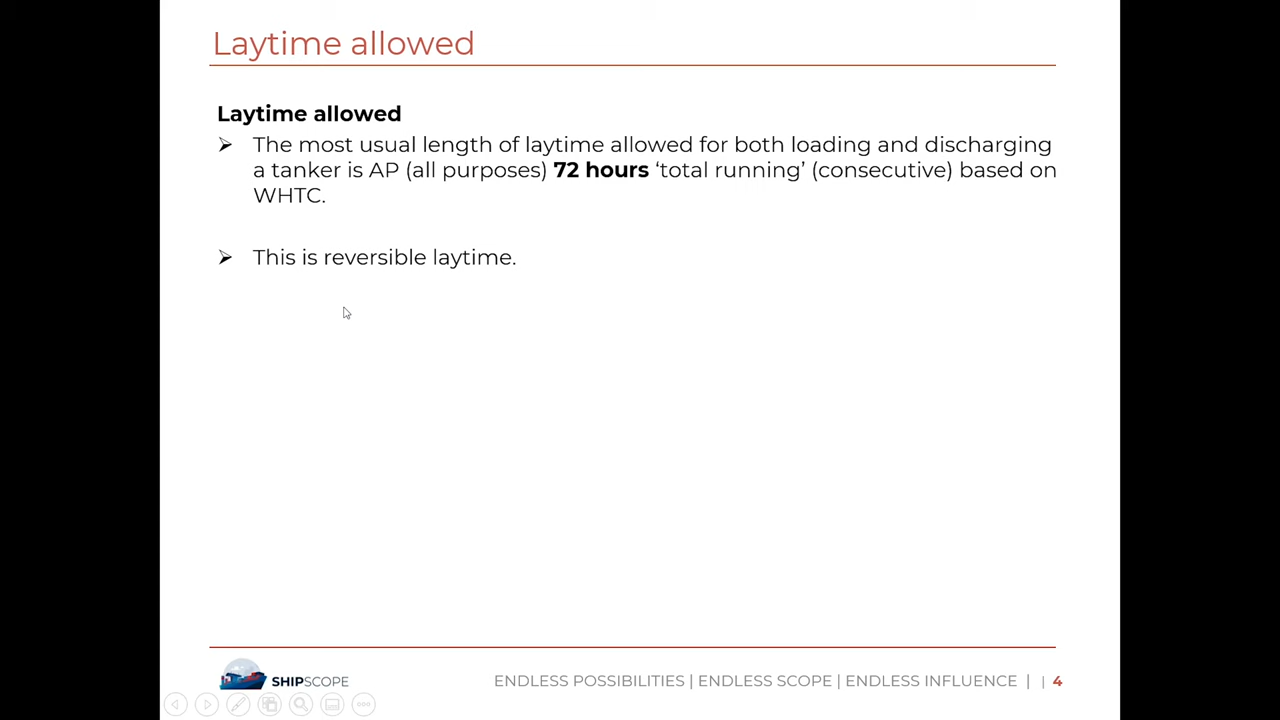 Laytime allowed
Laytime allowed
➢ The most usual length of laytime allowed for both loading and discharging
a tanker is AP (all purposes) 72 hours ‘total running’ (consecutive) based on
WHTC.
➢ This is reversible laytime.
SHIPSCOPE
ENDLESS POSSIBILITIES | ENDLESS SCOPE | ENDLESS INFLUENCE | | 4